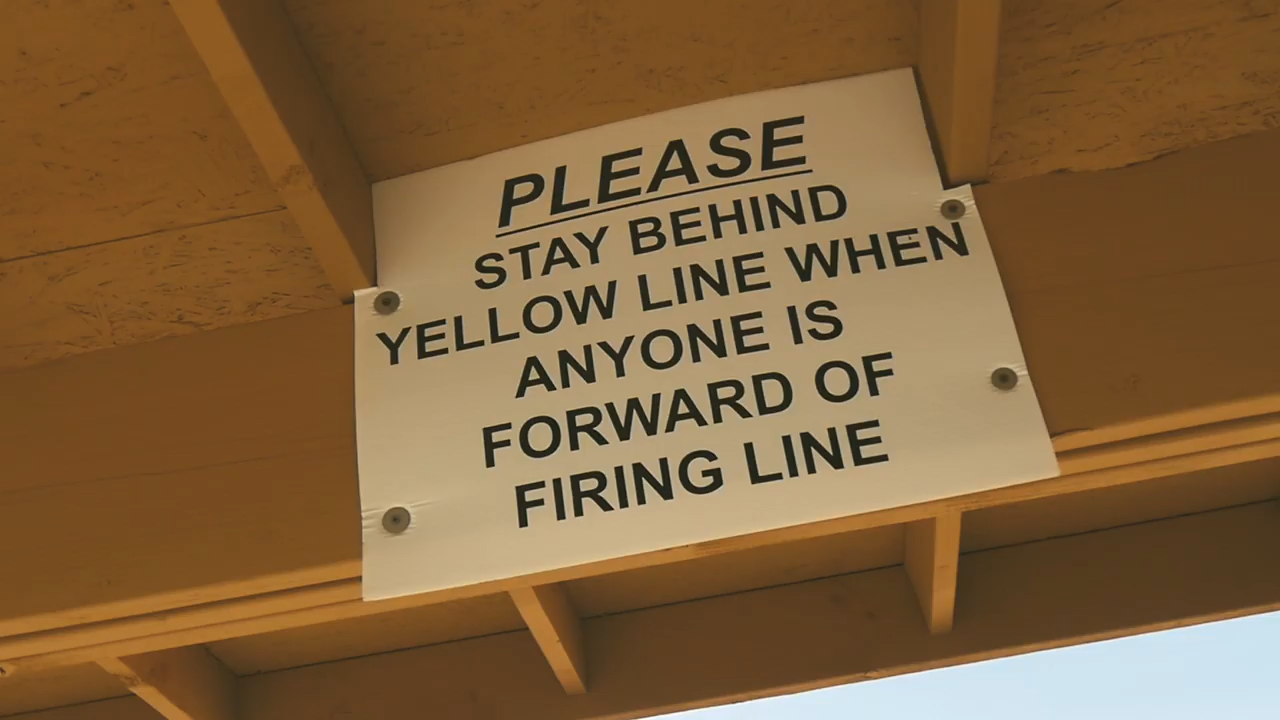 PLEASE
STAY BEHIND
YELLOW LINE WHEN
ANYONE IS
FORWARD OF
FIRING LINE